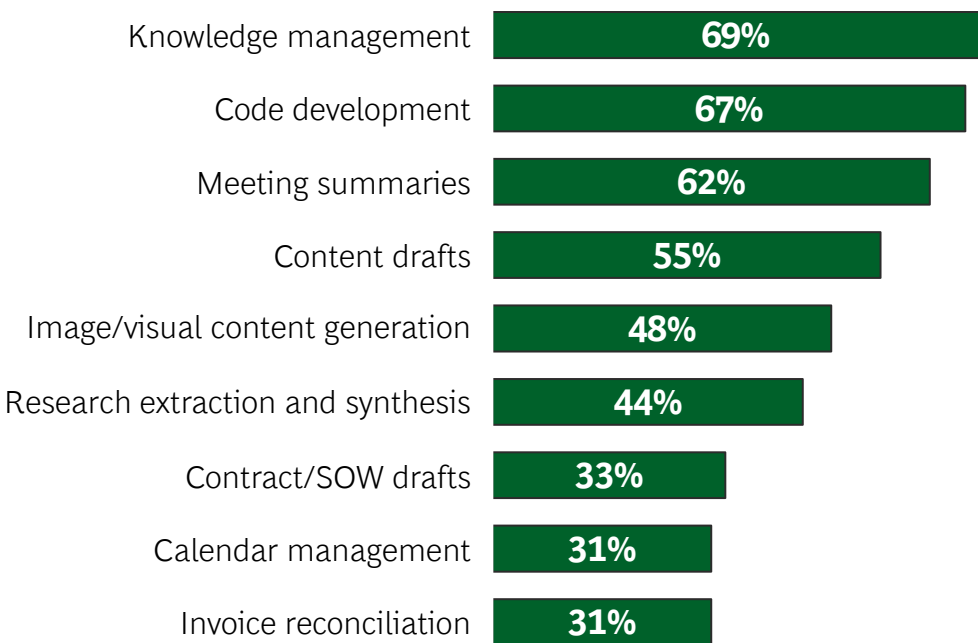 Knowledge management 69%
Code development 67%
Meeting summaries 62%
Content drafts 55%
Image/visual content generation 48%
Research extraction and synthesis 44%
Contract/SOW drafts 33%
Calendar management 31%
Invoice reconciliation 31%